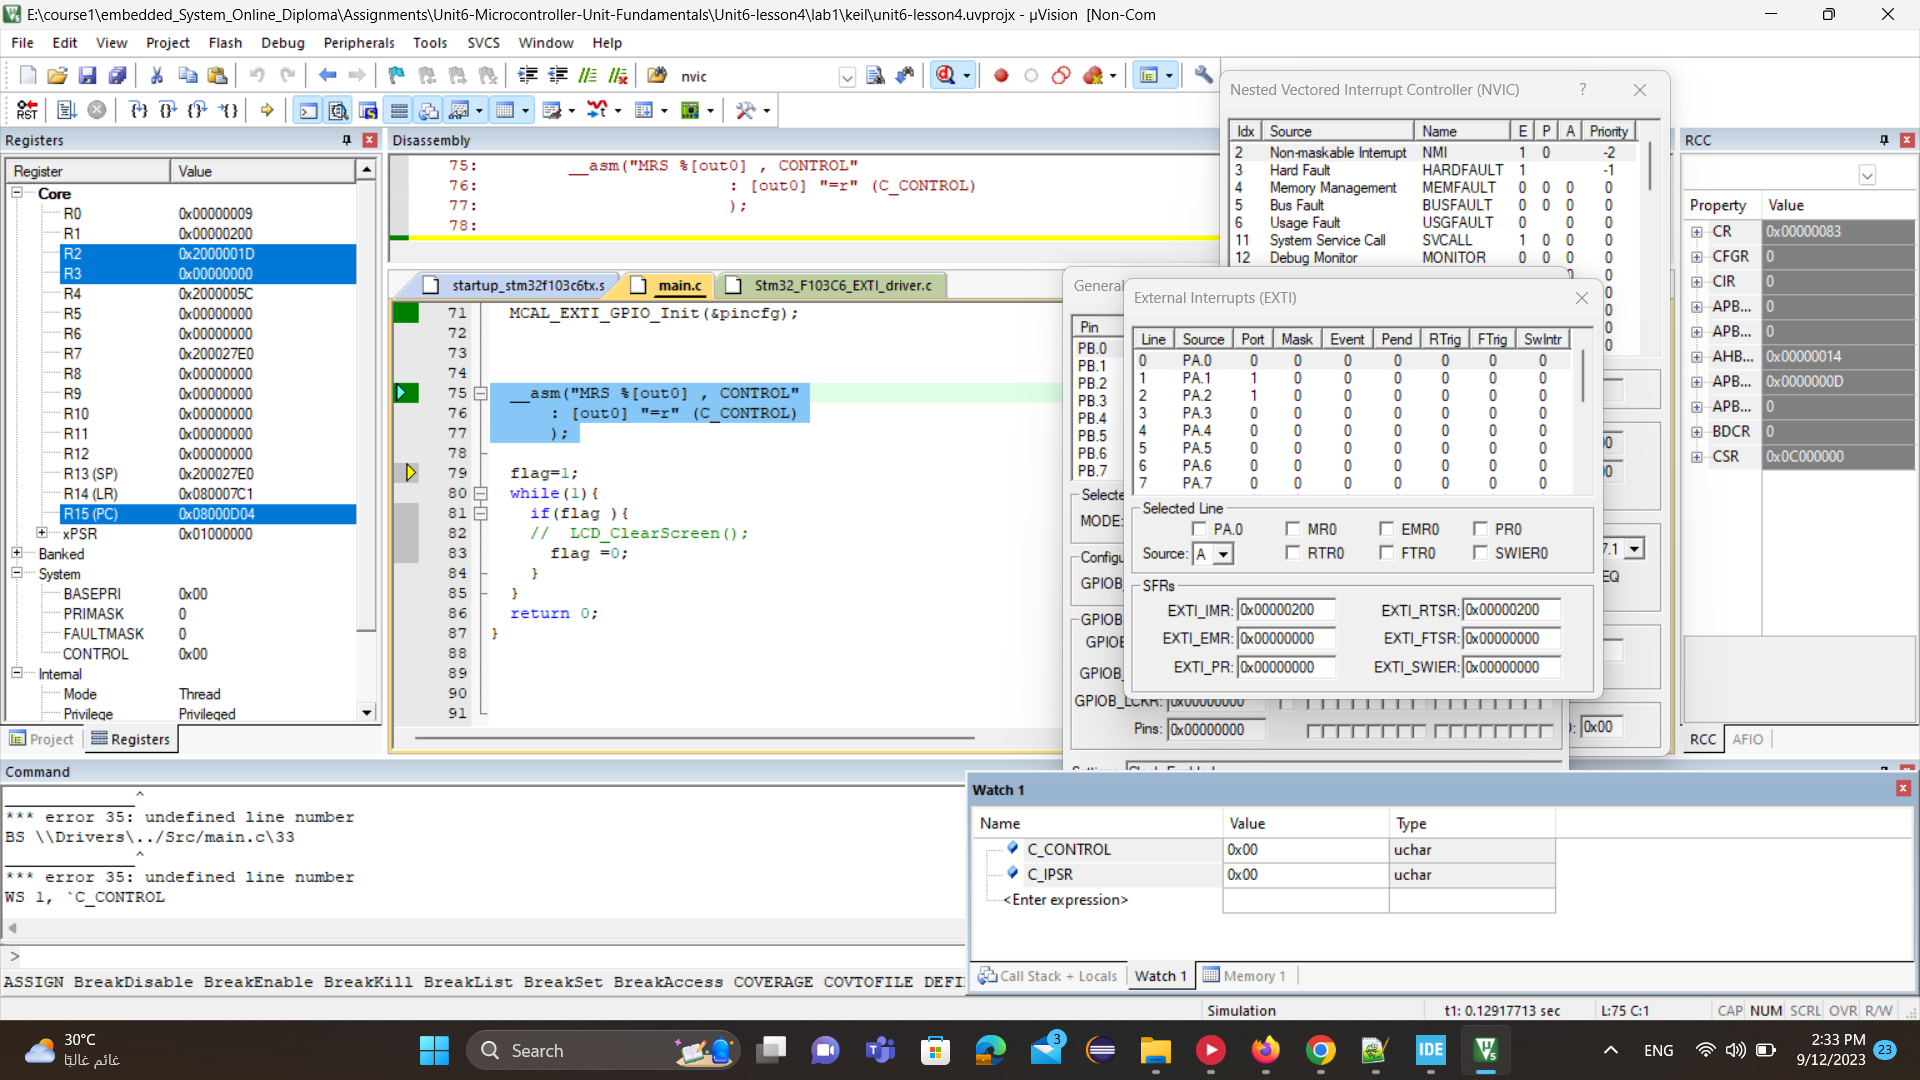 E:\course1\embedded_System_Online_Diploma\Assignments\Unit6-Microcontroller-Unit-Fundamentals\Unit6-lesson4\lab1\keil\unit6-lesson4.uvprojx - µVision  [Non-Com
File Edit View Project Flash Debug Peripherals Tools SVCS Window Help
nvic
Registers
Register Value
Core
R0 0x00000009
R1 0x00000200
R2 0x2000001D
R3 0x00000000
R4 0x2000005C
R5 0x00000000
R6 0x00000000
R7 0x200027E0
R8 0x00000000
R9 0x00000000
R10 0x00000000
R11 0x00000000
R12 0x00000000
R13 (SP) 0x200027E0
R14 (LR) 0x080007C1
R15 (PC) 0x08000D04
xPSR 0x01000000
Banked
System
BASEPRI 0x00
PRIMASK 0
FAULTMASK 0
CONTROL 0x00
Internal
Mode Thread
Privilege Privileged
Project Registers
Disassembly
75: __asm("MRS %[out0] , CONTROL"
76: : [out0] "=r" (C_CONTROL)
77: );
78:
startup_stm32f103c6tx.s main.c Stm32_F103C6_EXTI_driver.c
71 MCAL_EXTI_GPIO_Init(&pincfg);
72
73
74
75 __asm("MRS %[out0] , CONTROL"
76 : [out0] "=r" (C_CONTROL)
77 );
78
79 flag=1;
80 while(1){
81 if(flag ){
82 // LCD_ClearScreen();
83 flag =0;
84 }
85 }
86 return 0;
87 }
88
89
90
91
Nested Vectored Interrupt Controller (NVIC) ?
Idx Source Name E P A Priority
2 Non-maskable Interrupt NMI 1 0 -2
3 Hard Fault HARDFAULT 1 -1
4 Memory Management MEMFAULT 0 0 0 0
5 Bus Fault BUSFAULT 0 0 0 0
6 Usage Fault USGFAULT 0 0 0 0
11 System Service Call SVCALL 1 0 0 0
12 Debug Monitor MONITOR 0 0 0 0
0 0
0
0
0
0
General
Pin
PB.0
PB.1
PB.2
PB.3
PB.4
PB.5
PB.6
PB.7
Selecte
MODE:
Configu
GPIOB_
GPIOB
GPIOE
GPIOB_
GPIOB_LCKR: 0x00000000
Pins: 0x00000000
External Interrupts (EXTI)
Line Source Port Mask Event Pend RTrig FTrig SwIntr
0 PA.0 0 0 0 0 0 0 0
1 PA.1 1 0 0 0 0 0 0
2 PA.2 1 0 0 0 0 0 0
3 PA.3 0 0 0 0 0 0 0
4 PA.4 0 0 0 0 0 0 0
5 PA.5 0 0 0 0 0 0 0
6 PA.6 0 0 0 0 0 0 0
7 PA.7 0 0 0 0 0 0 0
Selected Line
PA.0 MR0 EMR0 PR0
Source: A RTR0 FTR0 SWIER0
SFRs
EXTI_IMR: 0x00000200 EXTI_RTSR: 0x00000200
EXTI_EMR: 0x00000000 EXTI_FTSR: 0x00000000
EXTI_PR: 0x00000000 EXTI_SWIER: 0x00000000
7.1
EQ
0x00
RCC
Property Value
CR 0x00000083
CFGR 0
CIR 0
APB... 0
APB... 0
AHB... 0x00000014
APB... 0x0000000D
APB... 0
BDCR 0
CSR 0x0C000000
RCC AFIO
Command
^
*** error 35: undefined line number
BS \\Drivers\../Src/main.c\33
^
*** error 35: undefined line number
WS 1, `C_CONTROL
>
ASSIGN BreakDisable BreakEnable BreakKill BreakList BreakSet BreakAccess COVERAGE COVTOFILE DEFI
Watch 1
Name Value Type
C_CONTROL 0x00 uchar
C_IPSR 0x00 uchar
<Enter expression>
Call Stack + Locals Watch 1 Memory 1
Simulation t1: 0.12917713 sec L:75 C:1 CAP NUM SCRL OVR R/W
30°C
غائم غالبًا
Search
3
IDE
ENG
2:33 PM
9/12/2023
23